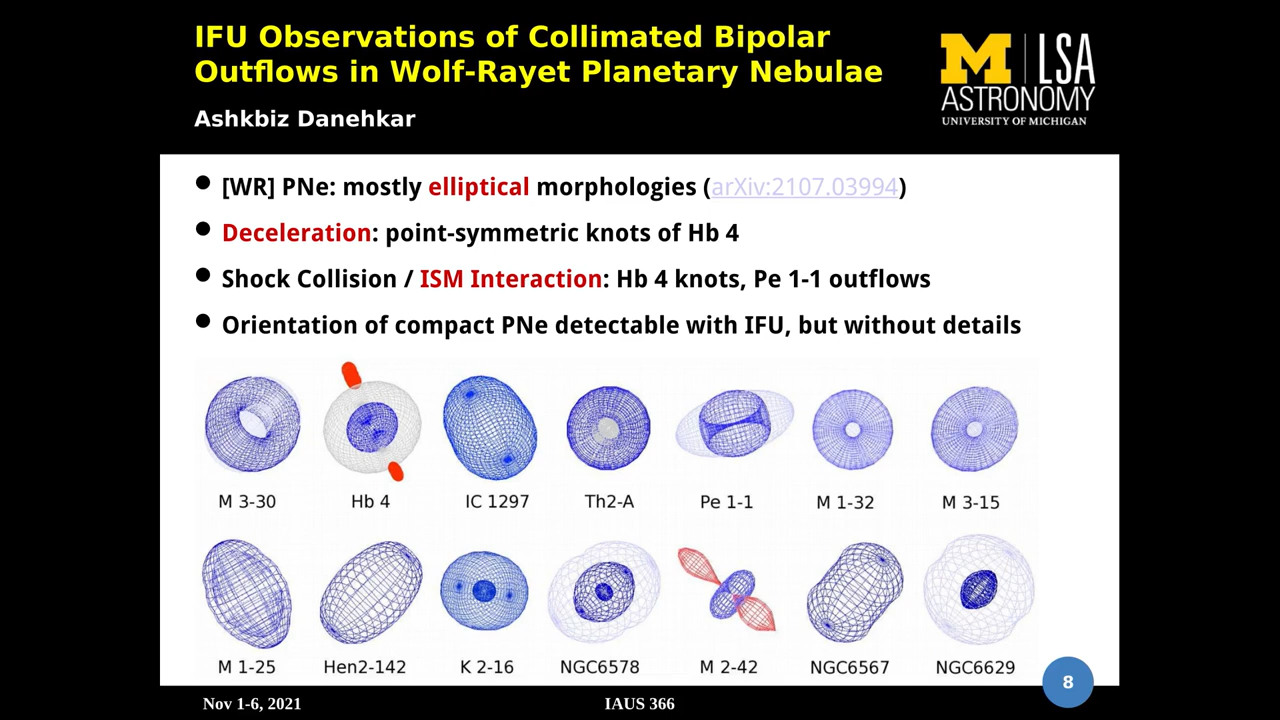 IFU Observations of Collimated Bipolar
Outflows in Wolf-Rayet Planetary Nebulae
Ashkbiz Danehkar
M | LSA
ASTRONOMY
UNIVERSITY OF MICHIGAN
● [WR] PNe: mostly elliptical morphologies (arXiv:2107.03994)
● Deceleration: point-symmetric knots of Hb 4
● Shock Collision / ISM Interaction: Hb 4 knots, Pe 1-1 outflows
● Orientation of compact PNe detectable with IFU, but without details
M 3-30 Hb 4 IC 1297 Th2-A Pe 1-1 M 1-32 M 3-15
M 1-25 Hen2-142 K 2-16 NGC6578 M 2-42 NGC6567 NGC6629
8
Nov 1-6, 2021 IAUS 366